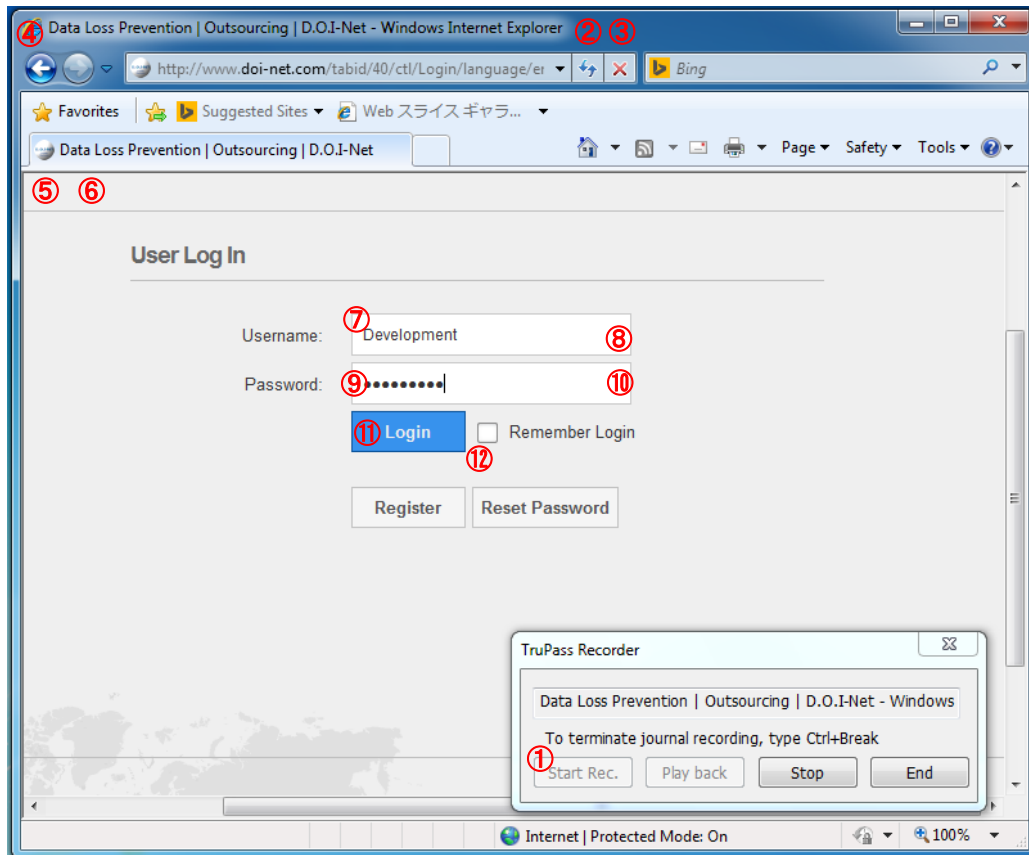 ④ Data Loss Prevention | Outsourcing | D.O.I-Net - Windows Internet Explorer ② ③
http://www.doi-net.com/tabid/40/ctl/Login/language/er
Bing
Favorites Suggested Sites Web スライス ギャラ...
Data Loss Prevention | Outsourcing | D.O.I-Net
Page Safety Tools
⑤ ⑥
User Log In
Username: ⑦ Development ⑧
Password: ⑨ ••••••••• ⑩
⑪ Login Remember Login
⑫
Register Reset Password
TruPass Recorder
Data Loss Prevention | Outsourcing | D.O.I-Net - Windows
To terminate journal recording, type Ctrl+Break
① Start Rec. Play back Stop End
Internet | Protected Mode: On 100%